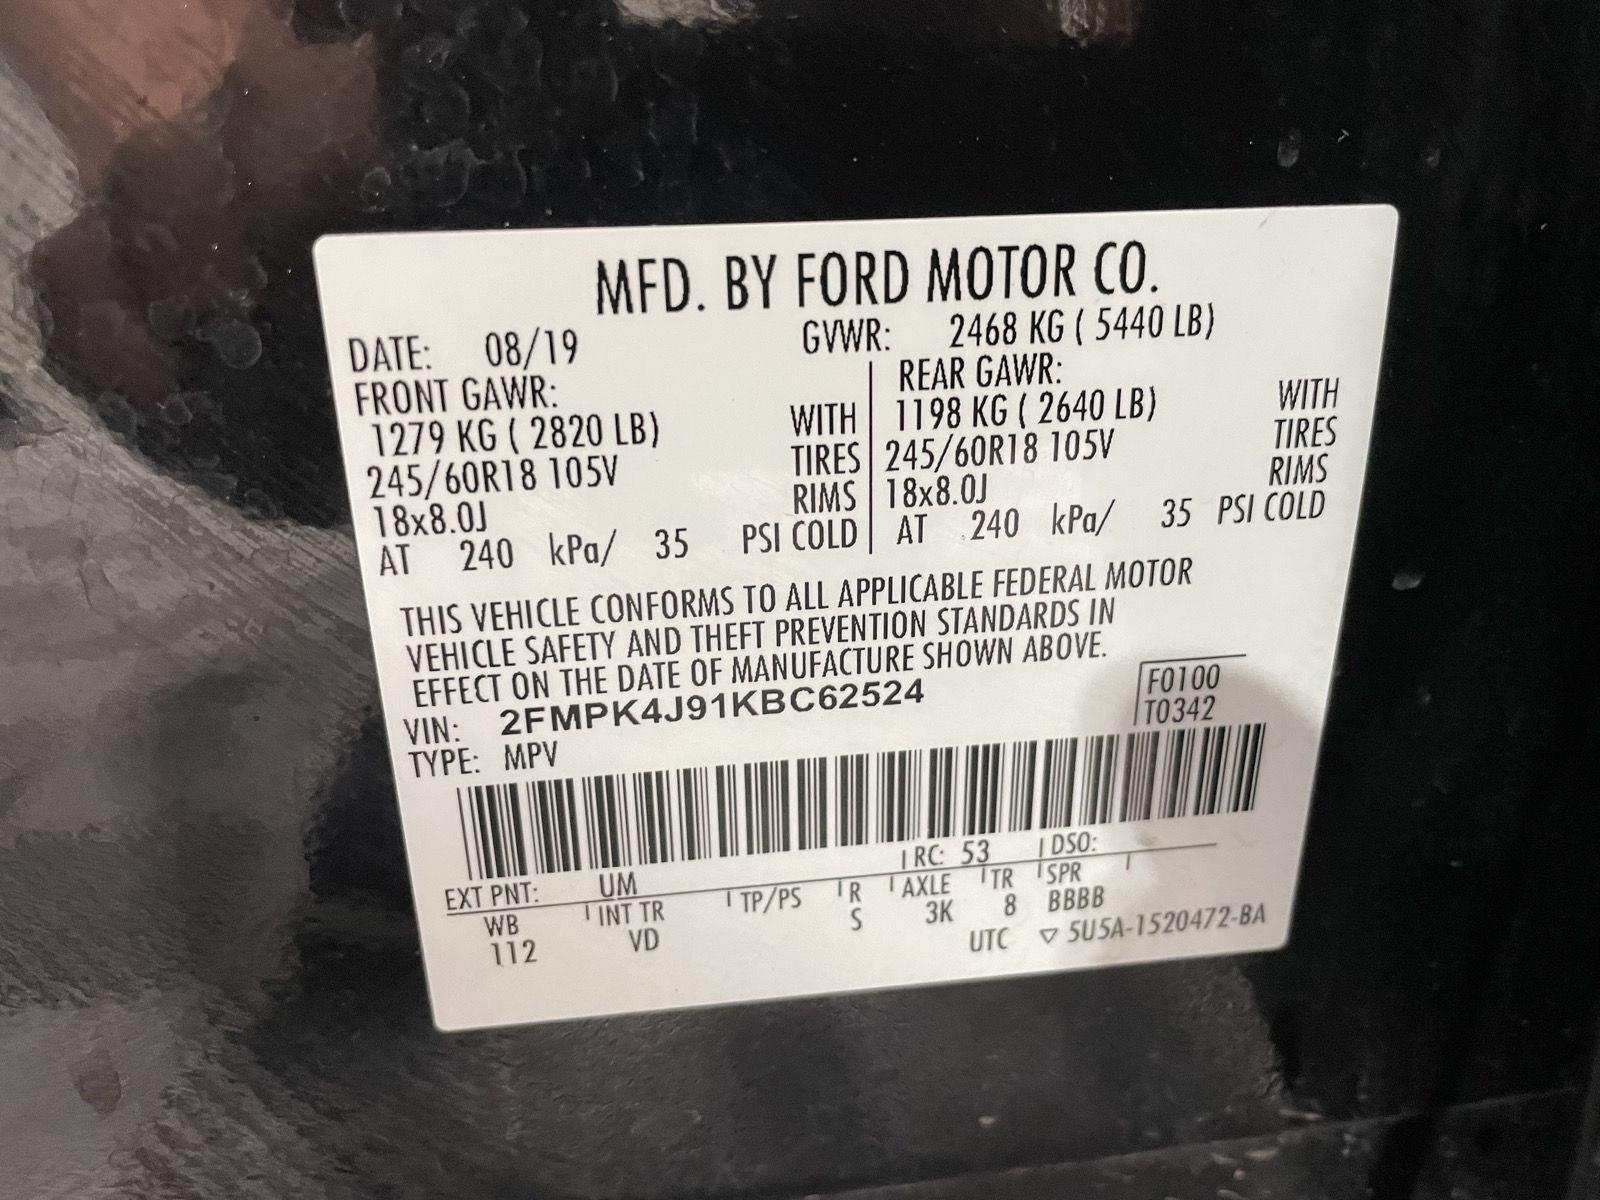 MFD. BY FORD MOTOR CO.
DATE: 08/19 GVWR: 2468 KG ( 5440 LB)
FRONT GAWR: REAR GAWR:
1279 KG ( 2820 LB) WITH 1198 KG ( 2640 LB) WITH
245/60R18 105V TIRES 245/60R18 105V TIRES
18x8.0J RIMS 18x8.0J RIMS
AT 240 kPa/ 35 PSI COLD AT 240 kPa/ 35 PSI COLD
THIS VEHICLE CONFORMS TO ALL APPLICABLE FEDERAL MOTOR
VEHICLE SAFETY AND THEFT PREVENTION STANDARDS IN
EFFECT ON THE DATE OF MANUFACTURE SHOWN ABOVE.
VIN: 2FMPK4J91KBC62524 F0100
TYPE: MPV T0342
EXT PNT: UM RC: 53 DSO:
WB INT TR TP/PS R AXLE TR SPR
112 VD S 3K 8 BBBB
UTC ▽ 5U5A-1520472-BA